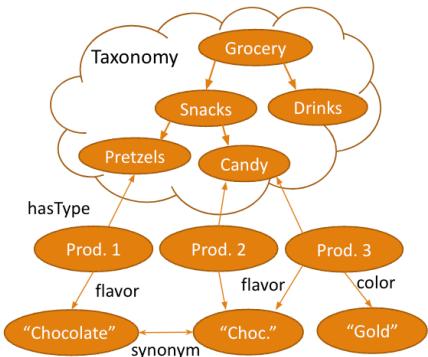 Taxonomy
Grocery
Snacks
Drinks
Pretzels
Candy
hasType
Prod. 1
Prod. 2
Prod. 3
flavor
flavor
color
“Chocolate”
synonym
“Choc.”
“Gold”